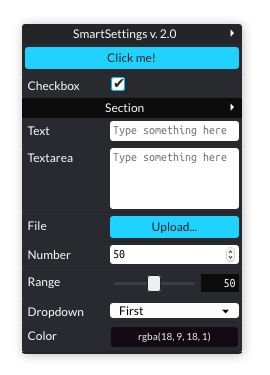 SmartSettings v. 2.0
Click me!
Checkbox
Section
Text Type something here
Textarea Type something here
File Upload...
Number 50
Range 50
Dropdown First
Color rgba(18, 9, 18, 1)